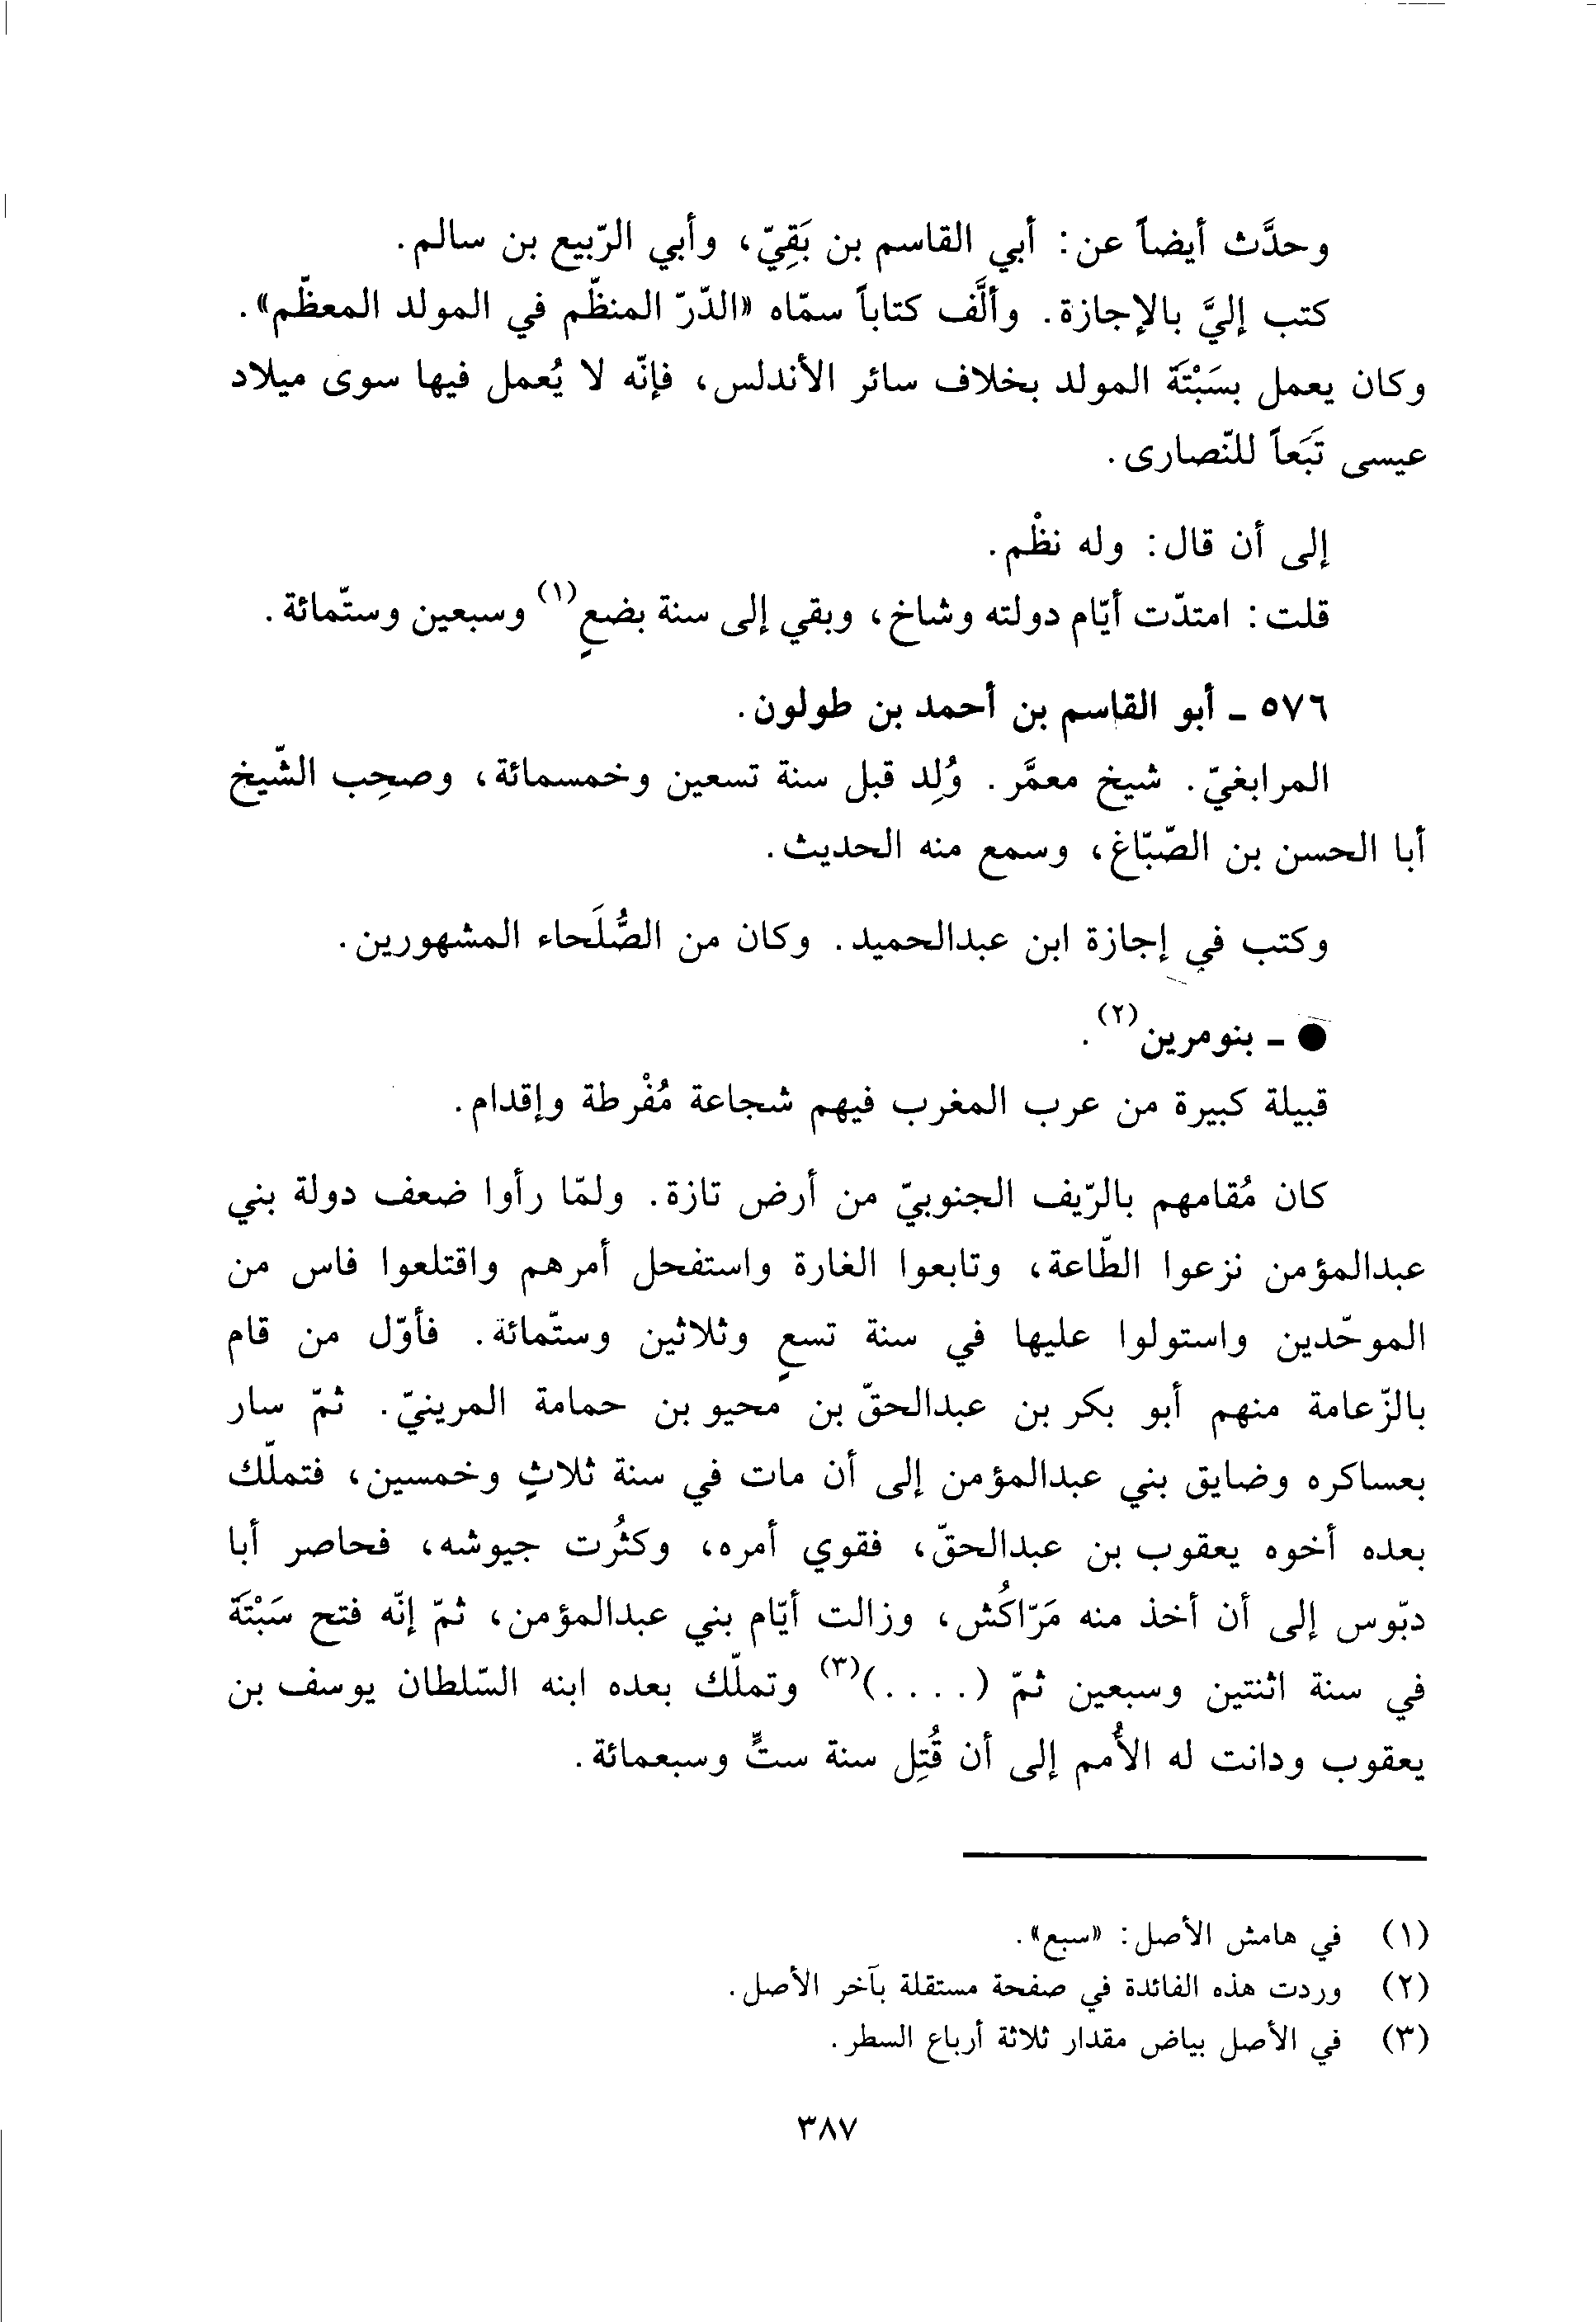 وحدَّث أيضاً عن: أبي القاسم بن بَقِيّ، وأبي الرّبيع بن سالم.
كتب إليَّ بالإجازة. وألَّف كتاباً سمّاه «الدّرّ المنظّم في المولد المعظّم».
وكان يعمل بسَبْتَة المولد بخلاف سائر الأندلس، فإنّه لا يُعمل فيها سوى ميلاد
عيسى تَبَعاً للنّصارى.
إلى أن قال: وله نظْم.
قلت: امتدّت أيّام دولته وشاخ، وبقي إلى سنة بضعٍ(١) وسبعين وستّمائة.
٥٧٦ ـ أبو القاسم بن أحمد بن طولون.
المرابغيّ. شيخ معمَّر. وُلِد قبل سنة تسعين وخمسمائة، وصحِب الشّيخ
أبا الحسن بن الصّبّاغ، وسمع منه الحديث.
وكتب في إجازة ابن عبدالحميد. وكان من الصُّلَحاء المشهورين.
● ـ بنومرين(٢).
قبيلة كبيرة من عرب المغرب فيهم شجاعة مُفْرطة وإقدام.
كان مُقامهم بالرّيف الجنوبيّ من أرض تازة. ولمّا رأوا ضعف دولة بني
عبدالمؤمن نزعوا الطّاعة، وتابعوا الغارة واستفحل أمرهم واقتلعوا فاس من
الموحّدين واستولوا عليها في سنة تسعٍ وثلاثين وستّمائة. فأوّل من قام
بالزّعامة منهم أبو بكر بن عبدالحقّ بن محيو بن حمامة المرينيّ. ثمّ سار
بعساكره وضايق بني عبدالمؤمن إلى أن مات في سنة ثلاثٍ وخمسين، فتملّك
بعده أخوه يعقوب بن عبدالحقّ، فقوي أمره، وكثُرت جيوشه، فحاصر أبا
دبّوس إلى أن أخذ منه مَرّاكُش، وزالت أيّام بني عبدالمؤمن، ثمّ إنّه فتح سَبْتَة
في سنة اثنتين وسبعين ثمّ (....)(٣) وتملّك بعده ابنه السّلطان يوسف بن
يعقوب ودانت له الأُمم إلى أن قُتِل سنة ستٍّ وسبعمائة.
(١) في هامش الأصل: «سبع».
(٢) وردت هذه الفائدة في صفحة مستقلة بآخر الأصل.
(٣) في الأصل بياض مقدار ثلاثة أرباع السطر.
٣٨٧